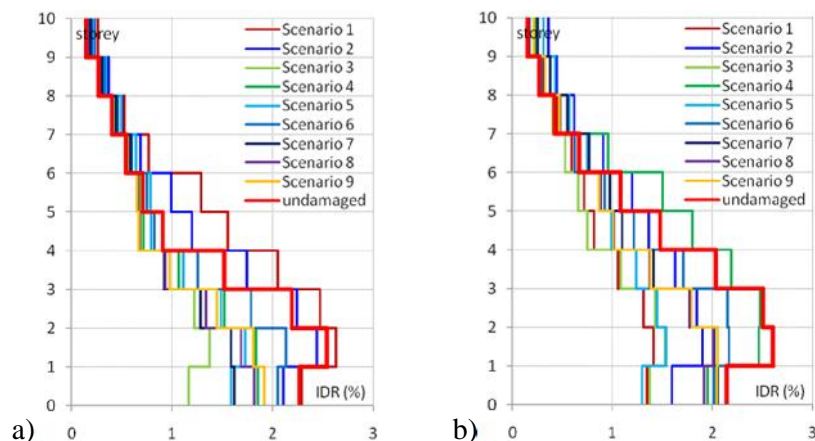 10
9
8
7
6
5
4
3
2
1
0
storey
Scenario 1
Scenario 2
Scenario 3
Scenario 4
Scenario 5
Scenario 6
Scenario 7
Scenario 8
Scenario 9
undamaged
IDR (%)
0 1 2 3
a)
10
9
8
7
6
5
4
3
2
1
0
storey
Scenario 1
Scenario 2
Scenario 3
Scenario 4
Scenario 5
Scenario 6
Scenario 7
Scenario 8
Scenario 9
undamaged
IDR (%)
0 1 2 3
b)